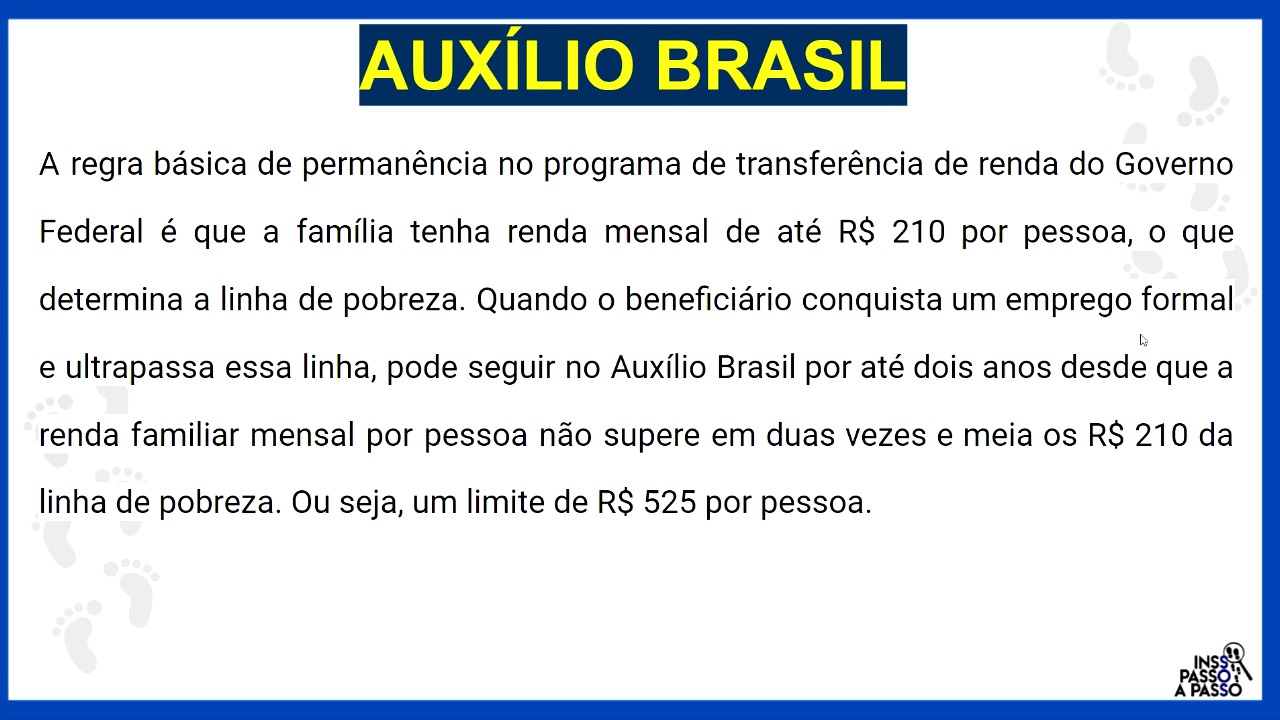 AUXÍLIO BRASIL
A regra básica de permanência no programa de transferência de renda do Governo
Federal é que a família tenha renda mensal de até R$ 210 por pessoa, o que
determina a linha de pobreza. Quando o beneficiário conquista um emprego formal
e ultrapassa essa linha, pode seguir no Auxílio Brasil por até dois anos desde que a
renda familiar mensal por pessoa não supere em duas vezes e meia os R$ 210 da
linha de pobreza. Ou seja, um limite de R$ 525 por pessoa.
INSS
PASSO
A PASSO